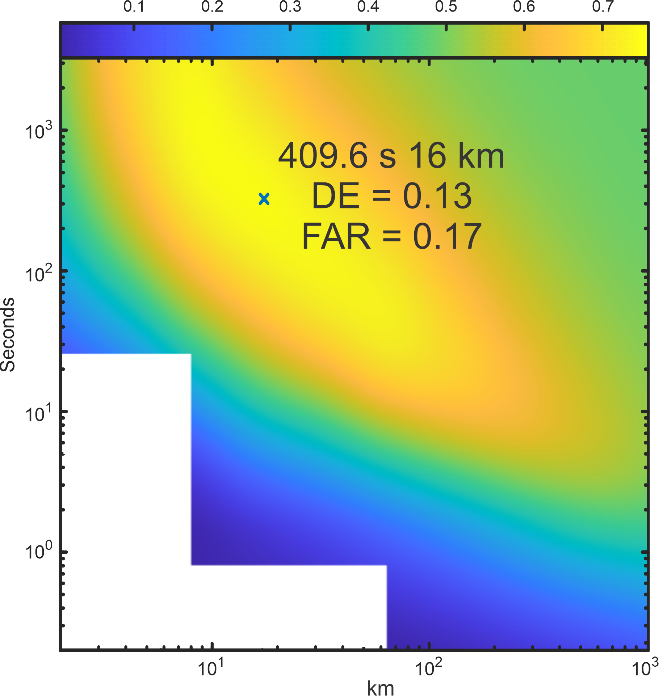 0.1 0.2 0.3 0.4 0.5 0.6 0.7
10³
409.6 s 16 km
DE = 0.13
FAR = 0.17
10²
Seconds
10¹
10⁰
10¹ 10² 10³
km